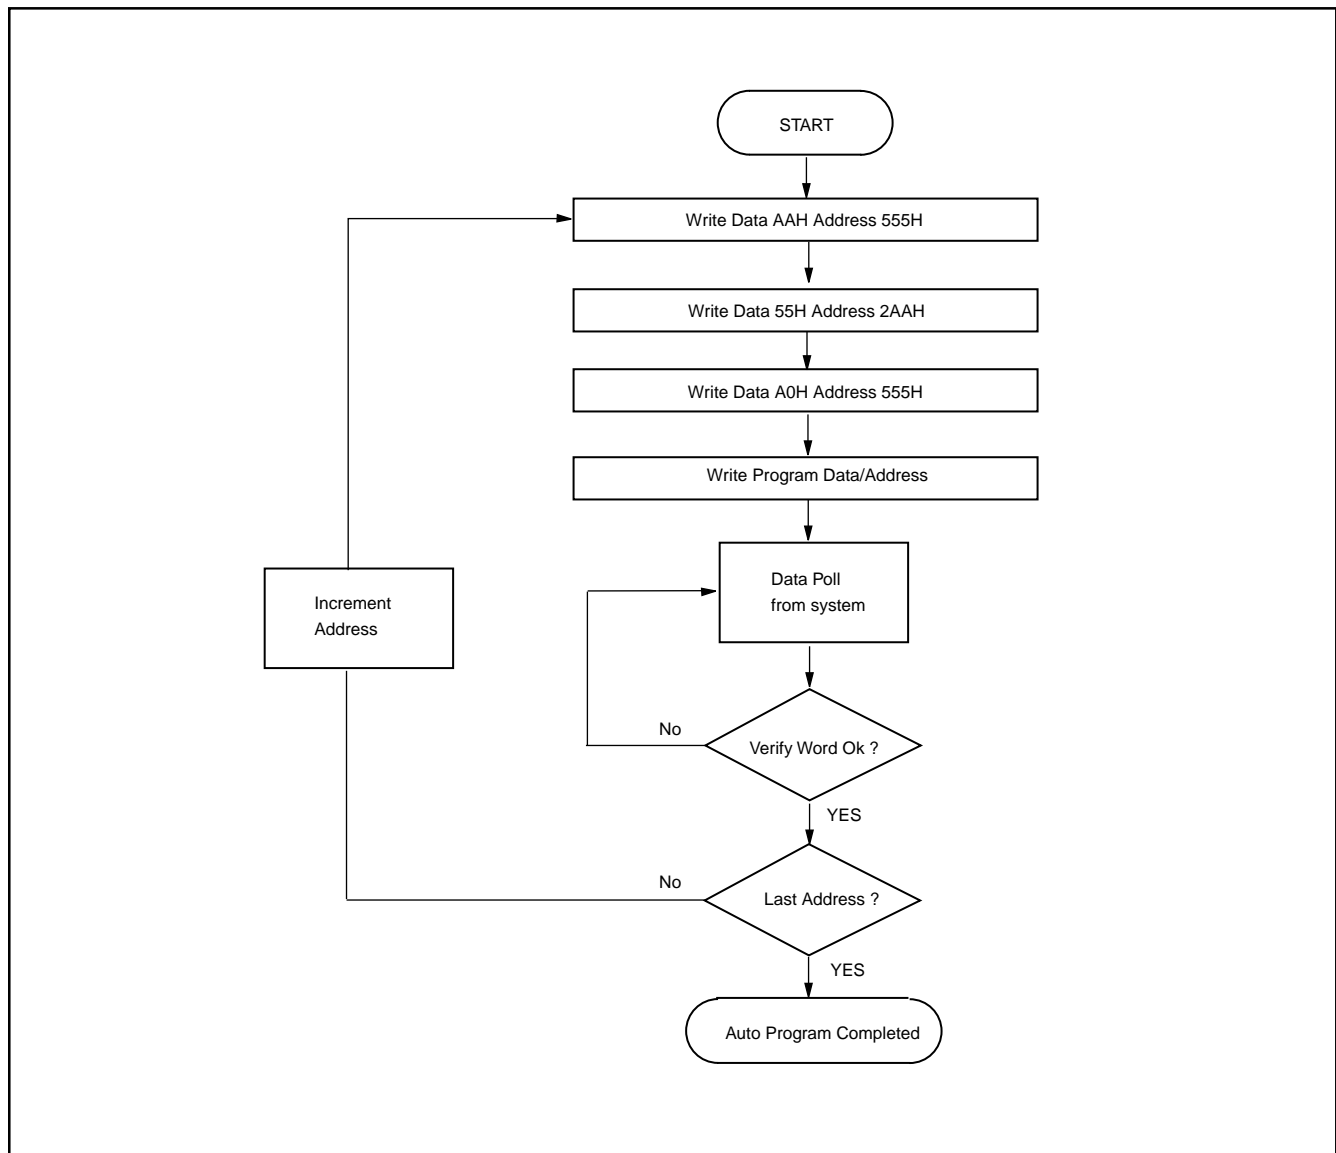 START
Write Data AAH Address 555H
Write Data 55H Address 2AAH
Write Data A0H Address 555H
Write Program Data/Address
Data Poll
from system
Increment
Address
No
Verify Word Ok ?
YES
No
Last Address ?
YES
Auto Program Completed